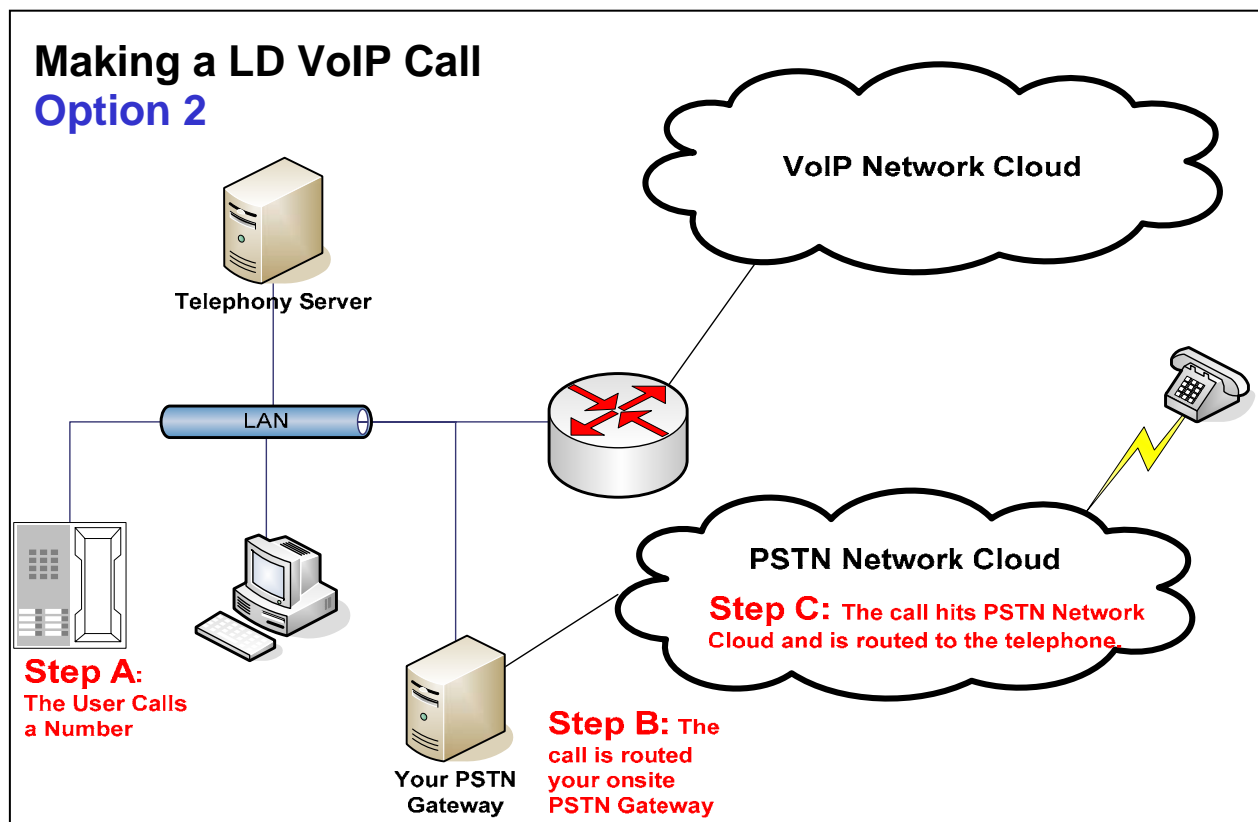 Making a LD VoIP Call
Option 2
VoIP Network Cloud
Telephony Server
LAN
PSTN Network Cloud
Step C: The call hits PSTN Network
Cloud and is routed to the telephone.
Step A:
The User Calls
a Number
Step B: The
call is routed
your onsite
PSTN Gateway
Your PSTN
Gateway